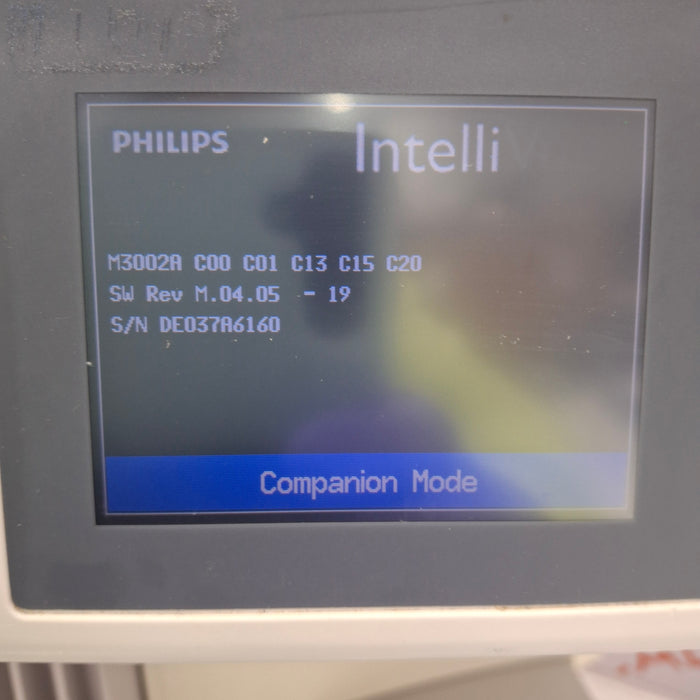 PHILIPS
Intelli
M3002A C00 C01 C13 C15 C20
SW Rev M.04.05 - 19
S/N DE037A6160
Companion Mode